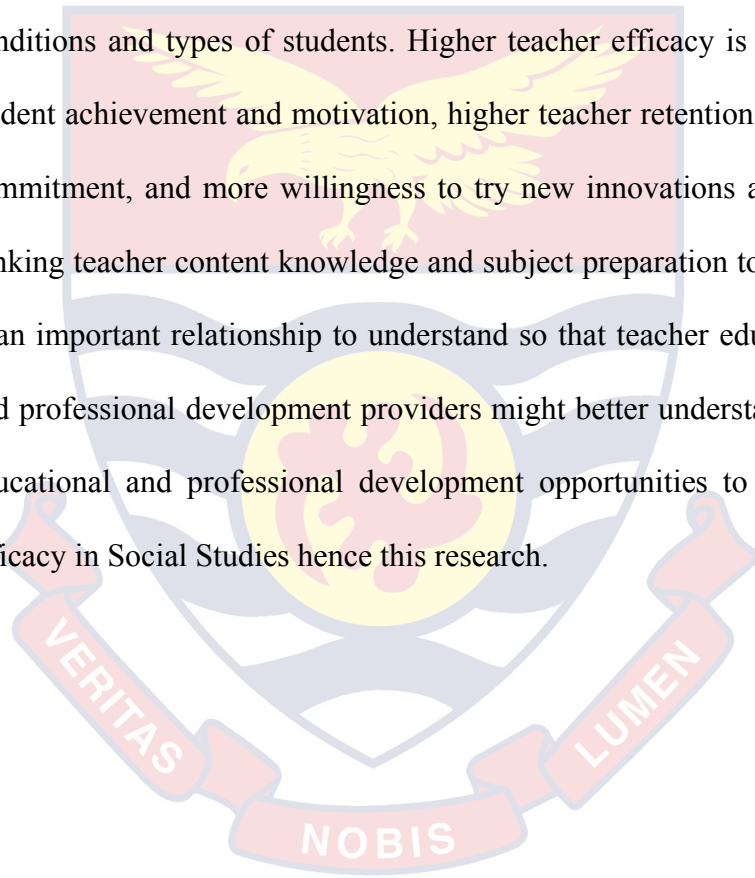 nditions and types of students. Higher teacher efficacy is
dent achievement and motivation, higher teacher retention
mmitment, and more willingness to try new innovations a
nking teacher content knowledge and subject preparation to
an important relationship to understand so that teacher edu
d professional development providers might better understa
ucational and professional development opportunities to
icacy in Social Studies hence this research.
VERITAS
NOBIS
LUMEN